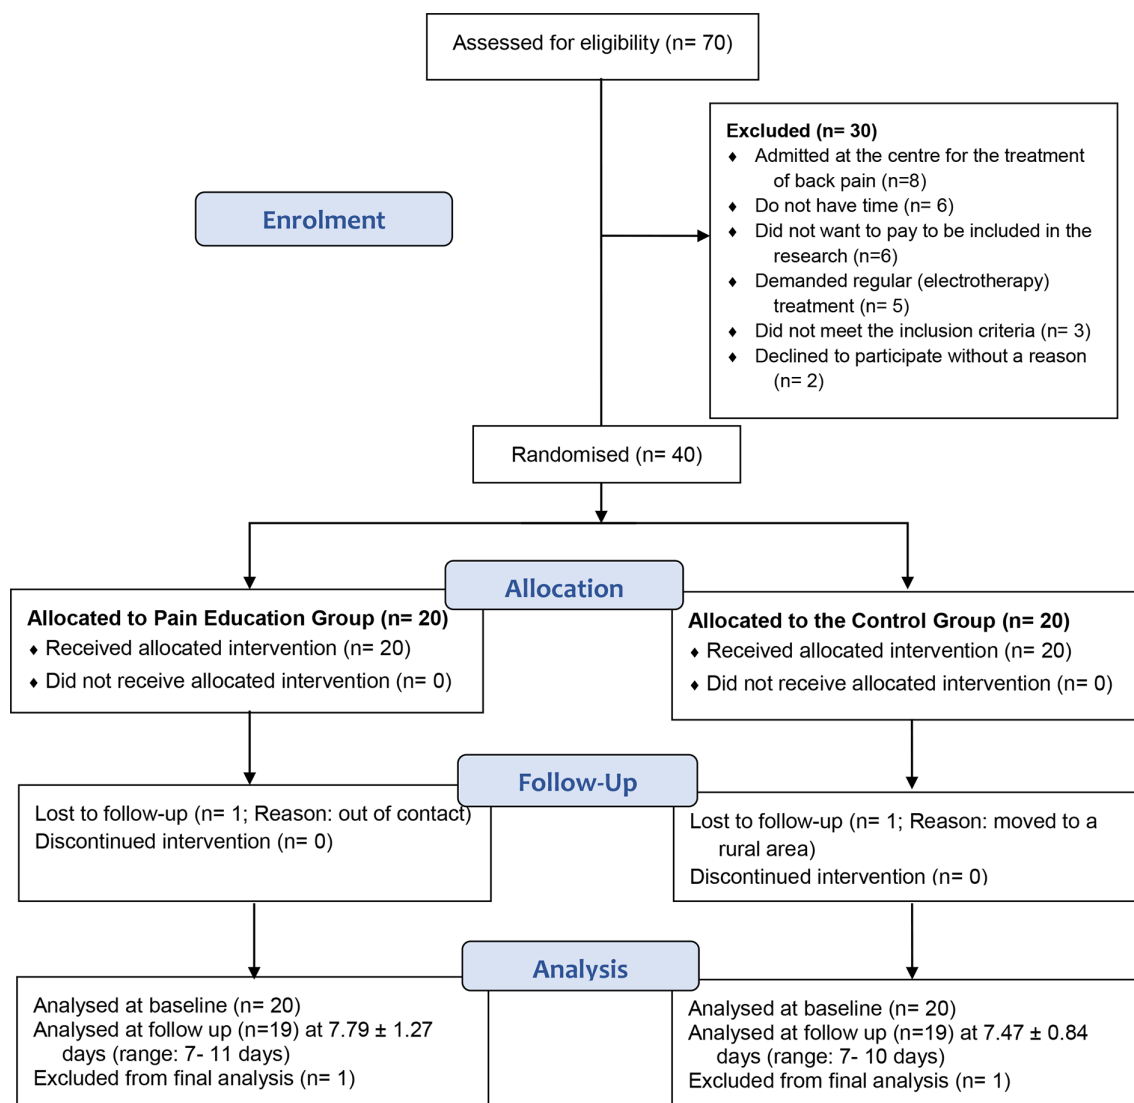 Assessed for eligibility (n= 70)
Excluded (n= 30)
♦ Admitted at the centre for the treatment
of back pain (n=8)
♦ Do not have time (n= 6)
♦ Did not want to pay to be included in the
research (n=6)
♦ Demanded regular (electrotherapy)
treatment (n= 5)
♦ Did not meet the inclusion criteria (n= 3)
♦ Declined to participate without a reason
(n= 2)
Enrolment
Randomised (n= 40)
Allocation
Allocated to Pain Education Group (n= 20)
♦ Received allocated intervention (n= 20)
♦ Did not receive allocated intervention (n= 0)
Allocated to the Control Group (n= 20)
♦ Received allocated intervention (n= 20)
♦ Did not receive allocated intervention (n= 0)
Follow-Up
Lost to follow-up (n= 1; Reason: out of contact)
Discontinued intervention (n= 0)
Lost to follow-up (n= 1; Reason: moved to a
rural area)
Discontinued intervention (n= 0)
Analysis
Analysed at baseline (n= 20)
Analysed at follow up (n=19) at 7.79 ± 1.27
days (range: 7- 11 days)
Excluded from final analysis (n= 1)
Analysed at baseline (n= 20)
Analysed at follow up (n=19) at 7.47 ± 0.84
days (range: 7- 10 days)
Excluded from final analysis (n= 1)